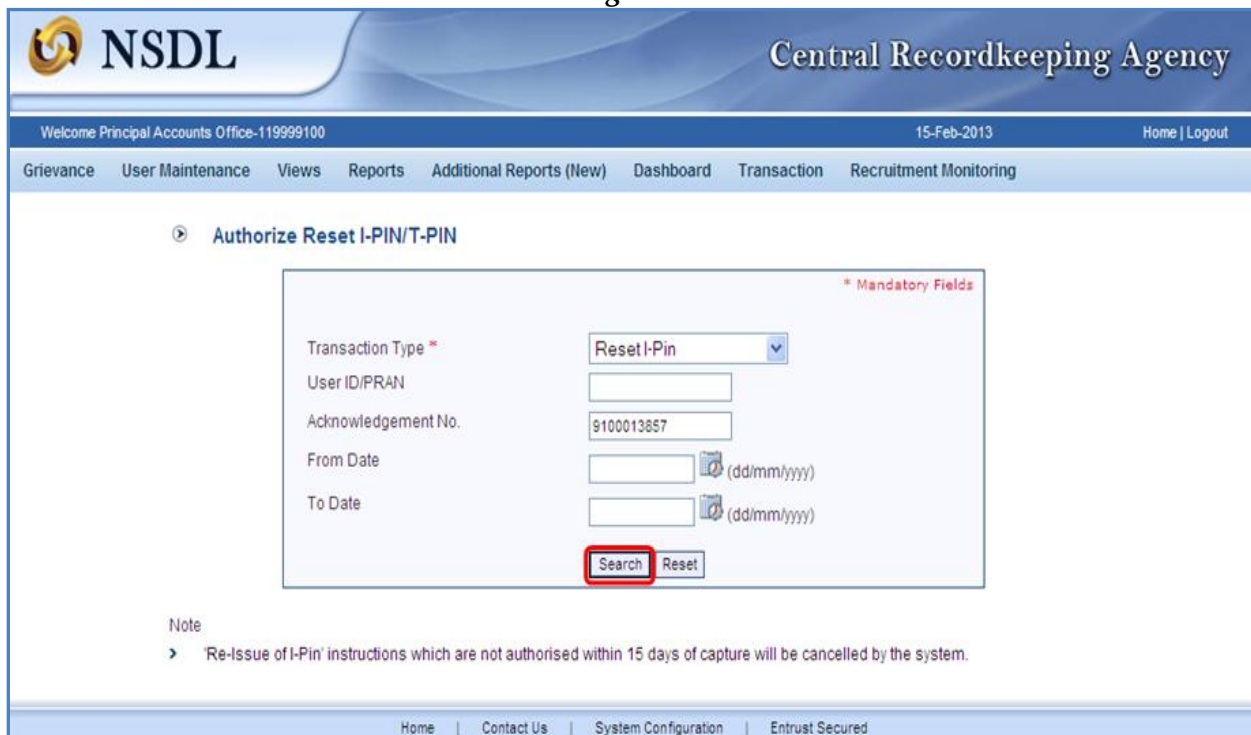 NSDL
Central Recordkeeping Agency
Welcome Principal Accounts Office-119999100 15-Feb-2013 Home | Logout
Grievance User Maintenance Views Reports Additional Reports (New) Dashboard Transaction Recruitment Monitoring
Authorize Reset I-PIN/T-PIN
* Mandatory Fields
Transaction Type * Reset I-Pin
User ID/PRAN
Acknowledgement No. 9100013857
From Date (dd/mm/yyyy)
To Date (dd/mm/yyyy)
Search Reset
Note
'Re-Issue of I-Pin' instructions which are not authorised within 15 days of capture will be cancelled by the system.
Home | Contact Us | System Configuration | Entrust Secured